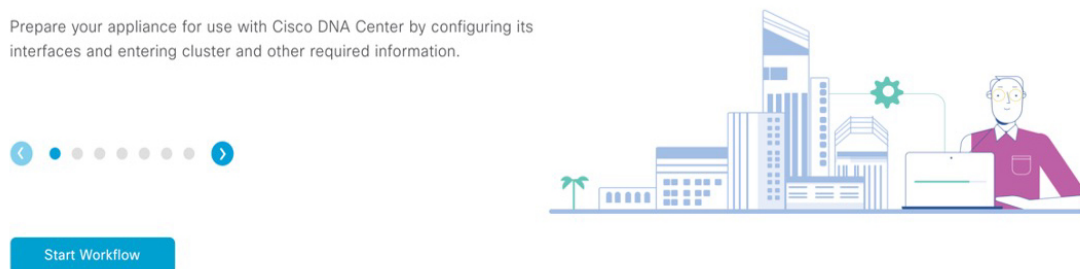 Prepare your appliance for use with Cisco DNA Center by configuring its
interfaces and entering cluster and other required information.
Start Workflow